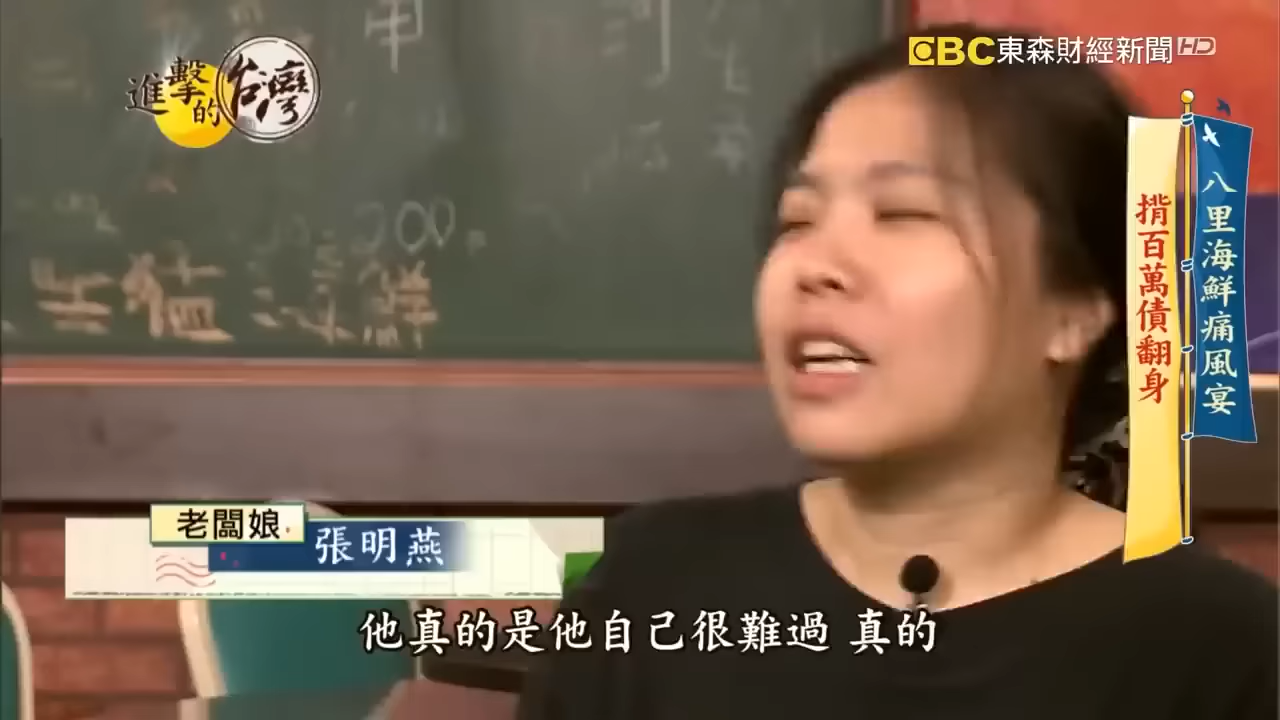 進擊的台灣
EBC東森財經新聞HD
八里海鮮痛風宴
揹百萬債翻身
200
老闆娘
張明燕
他真的是他自己很難過 真的